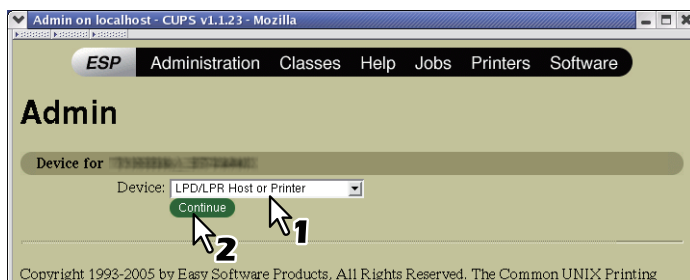 Admin on localhost - CUPS v1.1.23 - Mozilla
ESP Administration Classes Help Jobs Printers Software
Admin
Device for
Device: LPD/LPR Host or Printer
Continue
1
2
Copyright 1993-2005 by Easy Software Products, All Rights Reserved. The Common UNIX Printing